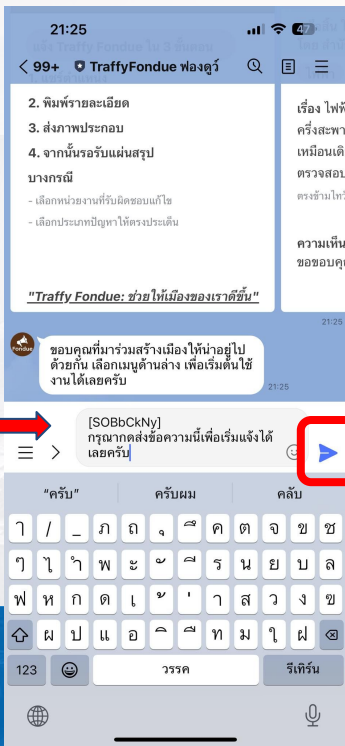 21:25
47
แจ้ง Traffy Fondue ใน 3 ขั้นตอน
99+ TraffyFondue ฟองดูว์
2. พิมพ์รายละเอียด
3. ส่งภาพประกอบ
4. จากนั้นรอรับแผ่นสรุป
บางกรณี
- เลือกหน่วยงานที่รับผิดชอบแก้ไข
- เลือกประเภทปัญหาให้ตรงประเด็น
"Traffy Fondue: ช่วยให้เมืองของเราดีขึ้น"
เรื่อง ไฟฟ้
ครึ่งสะพา
เหมือนเดิ
ตรวจสอบ
ตรงข้ามไทว
ความเห็น
ขอขอบคุณ
21:25
fondue
ขอบคุณที่มาร่วมสร้างเมืองให้น่าอยู่ไป
ด้วยกัน เลือกเมนูด้านล่าง เพื่อเริ่มต้นใช้
งานได้เลยครับ
21:25
[SOBbCkNy]
กรุณากดส่งข้อความนี้เพื่อเริ่มแจ้งได้
เลยครับ
"ครับ" ครับผม คลับ
ๅ / _ ภ ถ ุ ึ ค ต จ ข ช
ๆ ไ ำ พ ะ ั ี ร น ย บ ล
ฟ ห ก ด เ ้ ่ า ส ว ง ฃ
ผ ป แ อ ิ ื ท ม ใ ฝ
123 วรรค รีเทิร์น